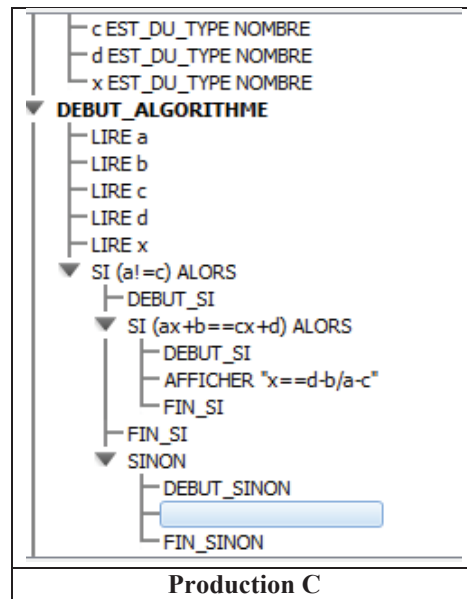 c EST_DU_TYPE NOMBRE
d EST_DU_TYPE NOMBRE
x EST_DU_TYPE NOMBRE
DEBUT_ALGORITHME
LIRE a
LIRE b
LIRE c
LIRE d
LIRE x
SI (a!=c) ALORS
DEBUT_SI
SI (ax+b==cx+d) ALORS
DEBUT_SI
AFFICHER "x==d-b/a-c"
FIN_SI
FIN_SI
SINON
DEBUT_SINON
FIN_SINON
Production C